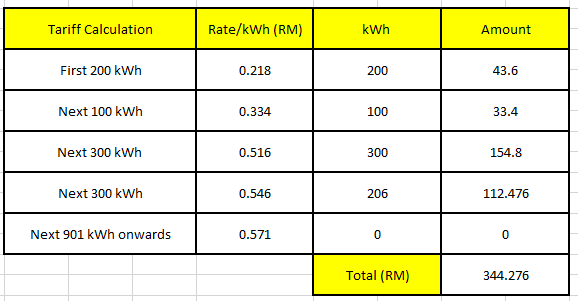 Tariff Calculation Rate/kWh (RM) kWh Amount
First 200 kWh 0.218 200 43.6
Next 100 kWh 0.334 100 33.4
Next 300 kWh 0.516 300 154.8
Next 300 kWh 0.546 206 112.476
Next 901 kWh onwards 0.571 0 0
Total (RM) 344.276